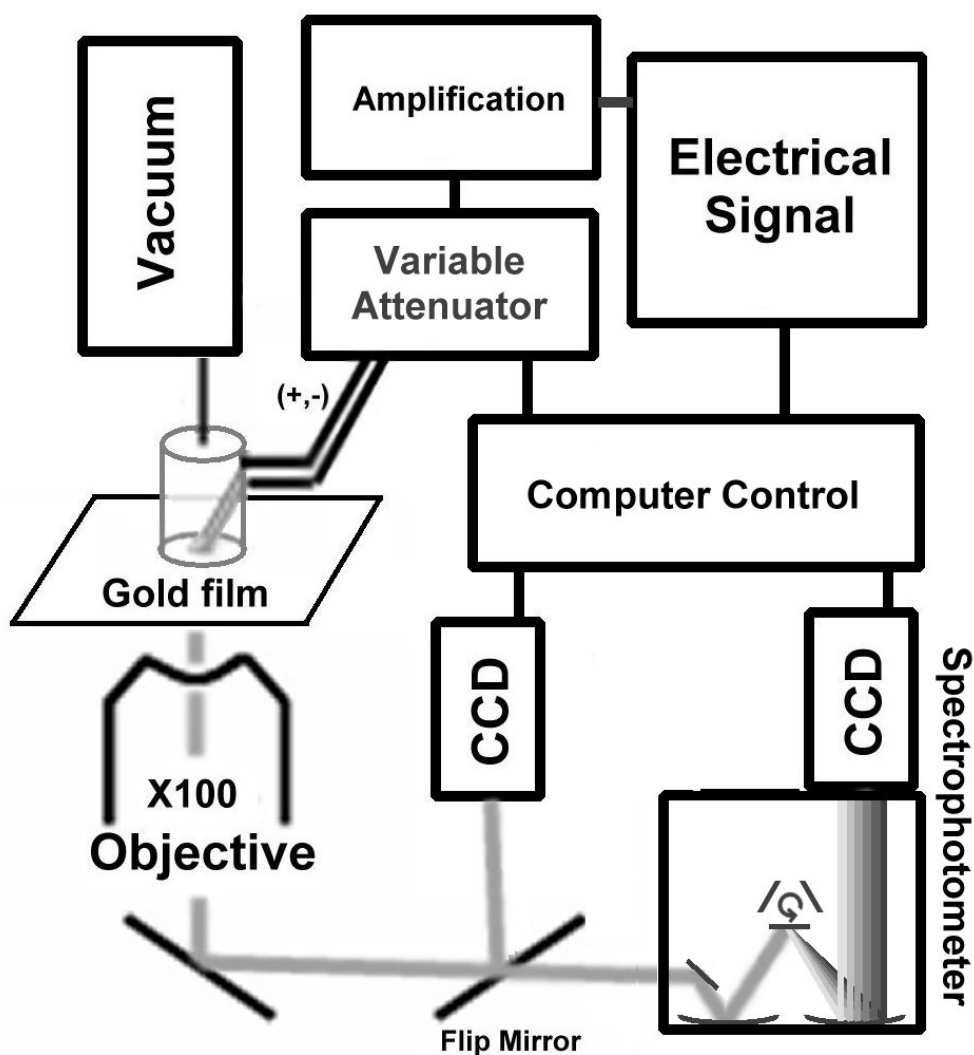 Vacuum
Amplification
Electrical
Signal
Variable
Attenuator
(+,-)
Computer Control
Gold film
CCD
CCD
Spectrophotometer
X100
Objective
Flip Mirror